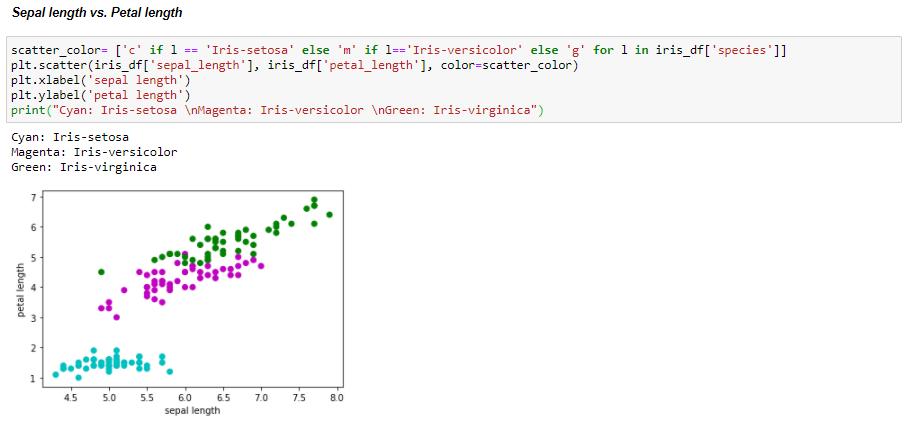 Sepal length vs. Petal length
scatter_color= ['c' if l == 'Iris-setosa' else 'm' if l=='Iris-versicolor' else 'g' for l in iris_df['species']]
plt.scatter(iris_df['sepal_length'], iris_df['petal_length'], color=scatter_color)
plt.xlabel('sepal length')
plt.ylabel('petal length')
print("Cyan: Iris-setosa \nMagenta: Iris-versicolor \nGreen: Iris-virginica")
Cyan: Iris-setosa
Magenta: Iris-versicolor
Green: Iris-virginica
7
6
5
4
3
2
1
petal length
4.5 5.0 5.5 6.0 6.5 7.0 7.5 8.0
sepal length